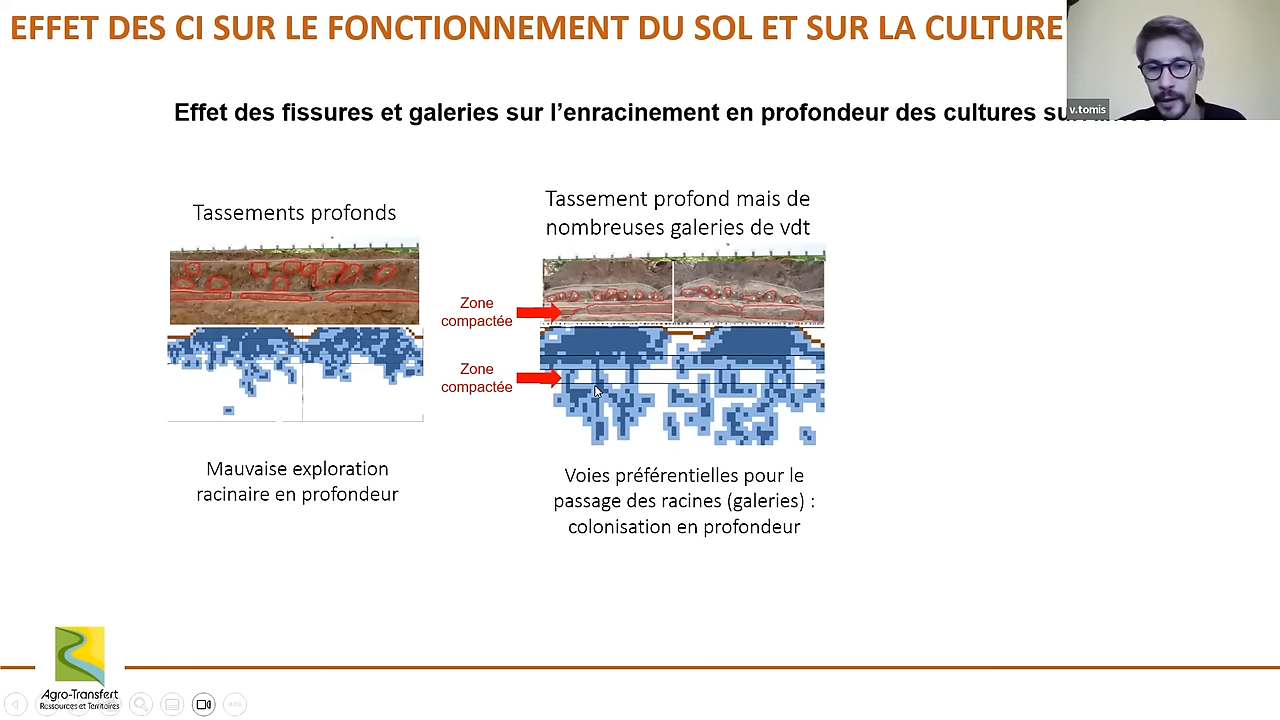 EFFET DES CI SUR LE FONCTIONNEMENT DU SOL ET SUR LA CULTURE
v.tomis
Effet des fissures et galeries sur l’enracinement en profondeur des cultures
Tassements profonds
Tassement profond mais de
nombreuses galeries de vdt
Zone
compactée
Zone
compactée
Mauvaise exploration
racinaire en profondeur
Voies préférentielles pour le
passage des racines (galeries) :
colonisation en profondeur
Agro-Transfert
Ressources et Territoires